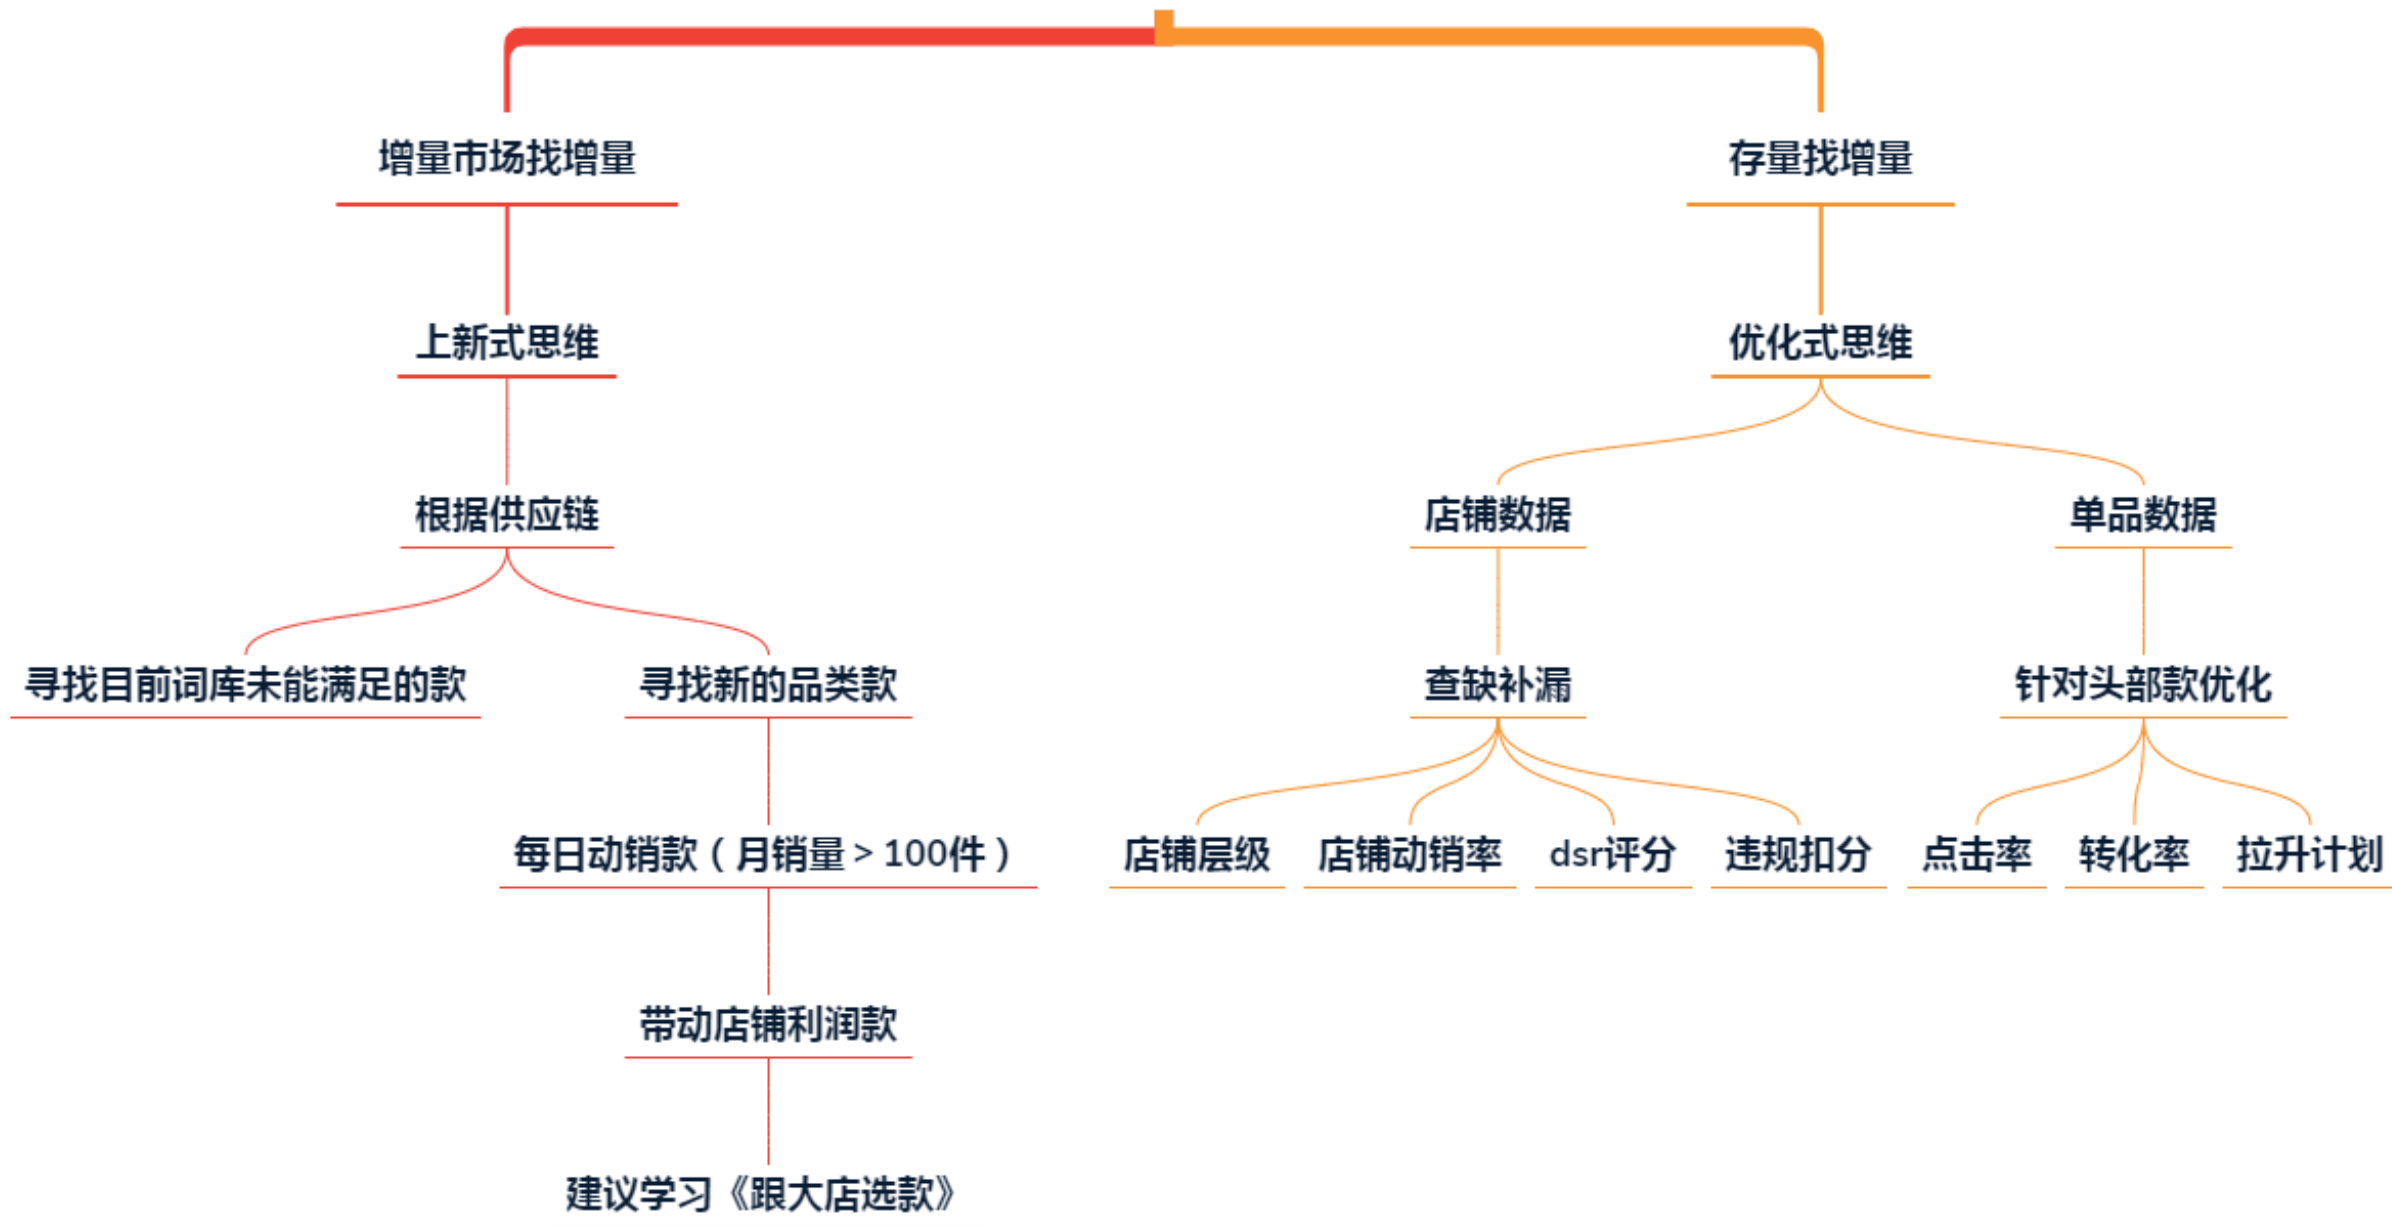 增量市场找增量
存量找增量
上新式思维
优化式思维
根据供应链
店铺数据
单品数据
寻找目前词库未能满足的款
寻找新的品类款
查缺补漏
针对头部款优化
每日动销款（月销量＞100件）
店铺层级
店铺动销率
dsr评分
违规扣分
点击率
转化率
拉升计划
带动店铺利润款
建议学习《跟大店选款》